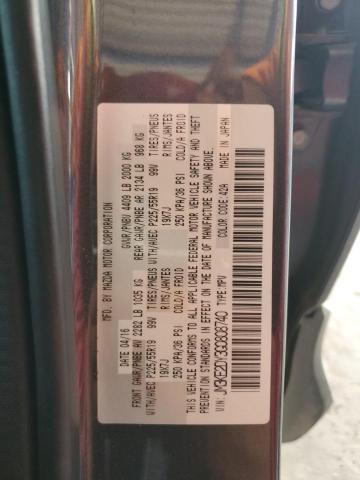 MFD. BY MAZDA MOTOR CORPORATION
DATE 04/16 GVWR/PNBV 4409 LB 2000 KG
FRONT GAWR/PNBE AV 2282 LB 1035 KG REAR GAWR/PNBE AR 2134 LB 968 KG
WITH/AVEC P225/55R19 99V TIRES/PNEUS WITH/AVEC P225/55R19 99V TIRES/PNEUS
19X7J RIMS/JANTES 19X7J RIMS/JANTES
250 KPA/36 PSI COLD/A FROID 250 KPA/36 PSI COLD/A FROID
THIS VEHICLE CONFORMS TO ALL APPLICABLE FEDERAL MOTOR VEHICLE SAFETY AND THEFT
PREVENTION STANDARDS IN EFFECT ON THE DATE OF MANUFACTURE SHOWN ABOVE.
COLOR CODE:42A MADE IN JAPAN
VIN: JM3KE2DY3G0808740 TYPE:MPV